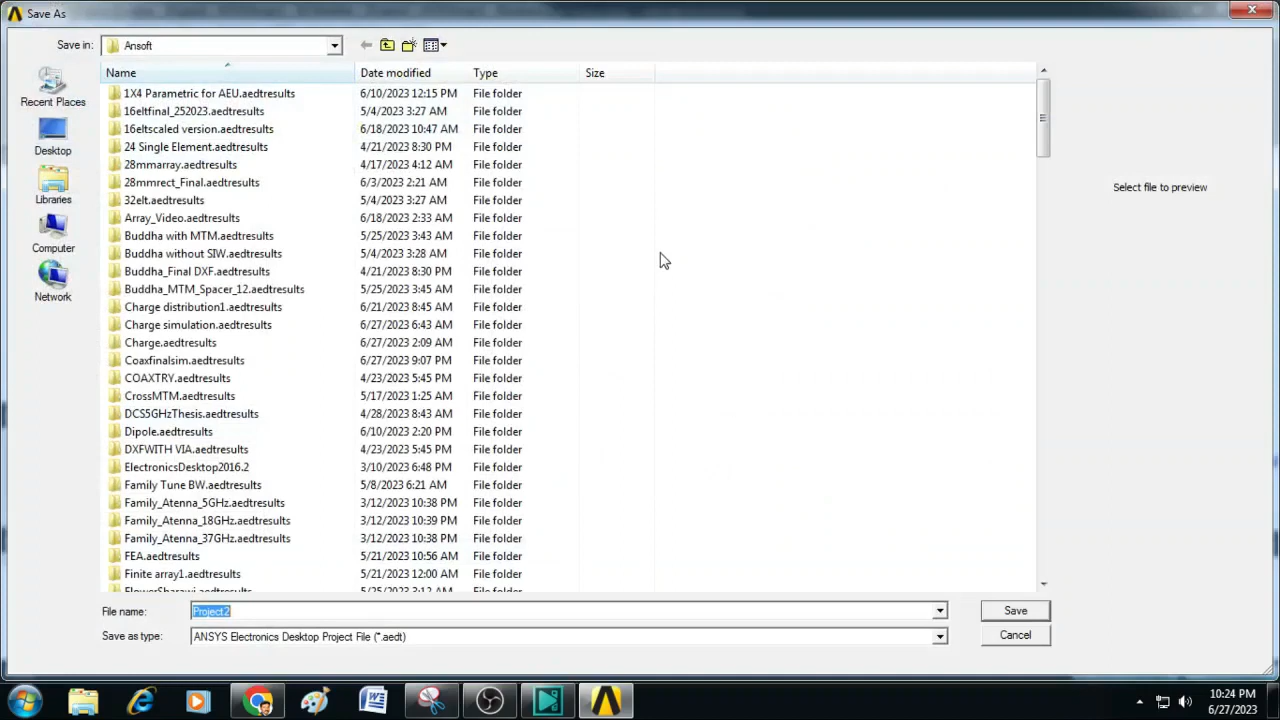 Save As
Save in: Ansoft
Name Date modified Type Size
1X4 Parametric for AEU.aedtresults 6/10/2023 12:15 PM File folder
16eltfinal_252023.aedtresults 5/4/2023 3:27 AM File folder
16eltscaled version.aedtresults 6/18/2023 10:47 AM File folder
24 Single Element.aedtresults 4/21/2023 8:30 PM File folder
28mmarray.aedtresults 4/17/2023 4:12 AM File folder
28mmrect_Final.aedtresults 6/3/2023 2:21 AM File folder
32elt.aedtresults 5/4/2023 3:27 AM File folder
Array_Video.aedtresults 6/18/2023 2:33 AM File folder
Buddha with MTM.aedtresults 5/25/2023 3:43 AM File folder
Buddha without SIW.aedtresults 5/4/2023 3:28 AM File folder
Buddha_Final DXF.aedtresults 4/21/2023 8:30 PM File folder
Buddha_MTM_Spacer_12.aedtresults 5/25/2023 3:45 AM File folder
Charge distribution1.aedtresults 6/21/2023 8:45 AM File folder
Charge simulation.aedtresults 6/27/2023 6:43 AM File folder
Charge.aedtresults 6/27/2023 2:09 AM File folder
Coaxfinalsim.aedtresults 6/27/2023 9:07 PM File folder
COAXTRY.aedtresults 4/23/2023 5:45 PM File folder
CrossMTM.aedtresults 5/17/2023 1:25 AM File folder
DCS5GHzThesis.aedtresults 4/28/2023 8:43 AM File folder
Dipole.aedtresults 6/10/2023 2:20 PM File folder
DXFWITH VIA.aedtresults 4/23/2023 5:45 PM File folder
ElectronicsDesktop2016.2 3/10/2023 6:48 PM File folder
Family Tune BW.aedtresults 5/8/2023 6:21 AM File folder
Family_Atenna_5GHz.aedtresults 3/12/2023 10:38 PM File folder
Family_Atenna_18GHz.aedtresults 3/12/2023 10:39 PM File folder
Family_Atenna_37GHz.aedtresults 3/12/2023 10:38 PM File folder
FEA.aedtresults 5/21/2023 10:56 AM File folder
Finite array1.aedtresults 5/21/2023 12:00 AM File folder
FlowerSharawi.aedtresults 5/25/2023 3:12 AM File folder
Recent Places
Desktop
Libraries
Computer
Network
Select file to preview
File name: Project2 Save
Save as type: ANSYS Electronics Desktop Project File (*.aedt) Cancel
10:24 PM
6/27/2023